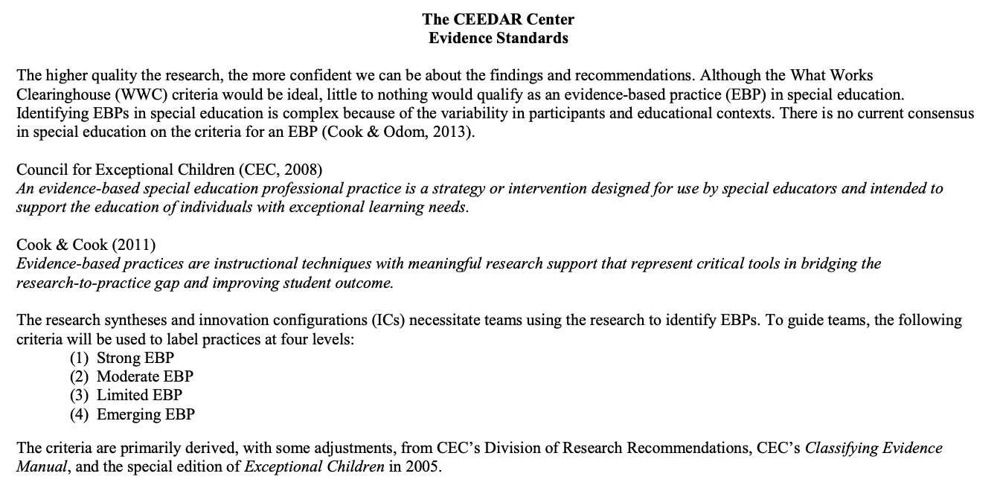 The CEEDAR Center
Evidence Standards
The higher quality the research, the more confident we can be about the findings and recommendations. Although the What Works
Clearinghouse (WWC) criteria would be ideal, little to nothing would qualify as an evidence-based practice (EBP) in special education.
Identifying EBPs in special education is complex because of the variability in participants and educational contexts. There is no current consensus
in special education on the criteria for an EBP (Cook & Odom, 2013).
Council for Exceptional Children (CEC, 2008)
An evidence-based special education professional practice is a strategy or intervention designed for use by special educators and intended to
support the education of individuals with exceptional learning needs.
Cook & Cook (2011)
Evidence-based practices are instructional techniques with meaningful research support that represent critical tools in bridging the
research-to-practice gap and improving student outcome.
The research syntheses and innovation configurations (ICs) necessitate teams using the research to identify EBPs. To guide teams, the following
criteria will be used to label practices at four levels:
(1) Strong EBP
(2) Moderate EBP
(3) Limited EBP
(4) Emerging EBP
The criteria are primarily derived, with some adjustments, from CEC’s Division of Research Recommendations, CEC’s Classifying Evidence
Manual, and the special edition of Exceptional Children in 2005.